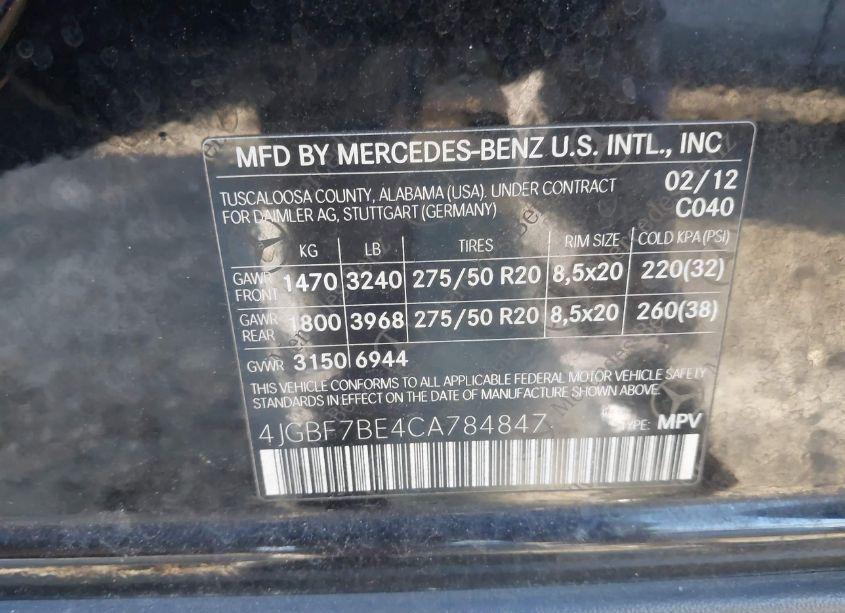 MFD BY MERCEDES-BENZ U.S. INTL., INC
TUSCALOOSA COUNTY, ALABAMA (USA). UNDER CONTRACT 02/12
FOR DAIMLER AG, STUTTGART (GERMANY) C040
KG LB TIRES RIM SIZE COLD KPA(PSI)
GAWR FRONT 1470 3240 275/50 R20 8,5x20 220(32)
GAWR REAR 1800 3968 275/50 R20 8,5x20 260(38)
GVWR 3150 6944
THIS VEHICLE CONFORMS TO ALL APPLICABLE FEDERAL MOTOR VEHICLE SAFETY
STANDARDS IN EFFECT ON THE DATE OF MANUFACTURE SHOWN ABOVE.
4JGBF7BE4CA784847 TYPE: MPV